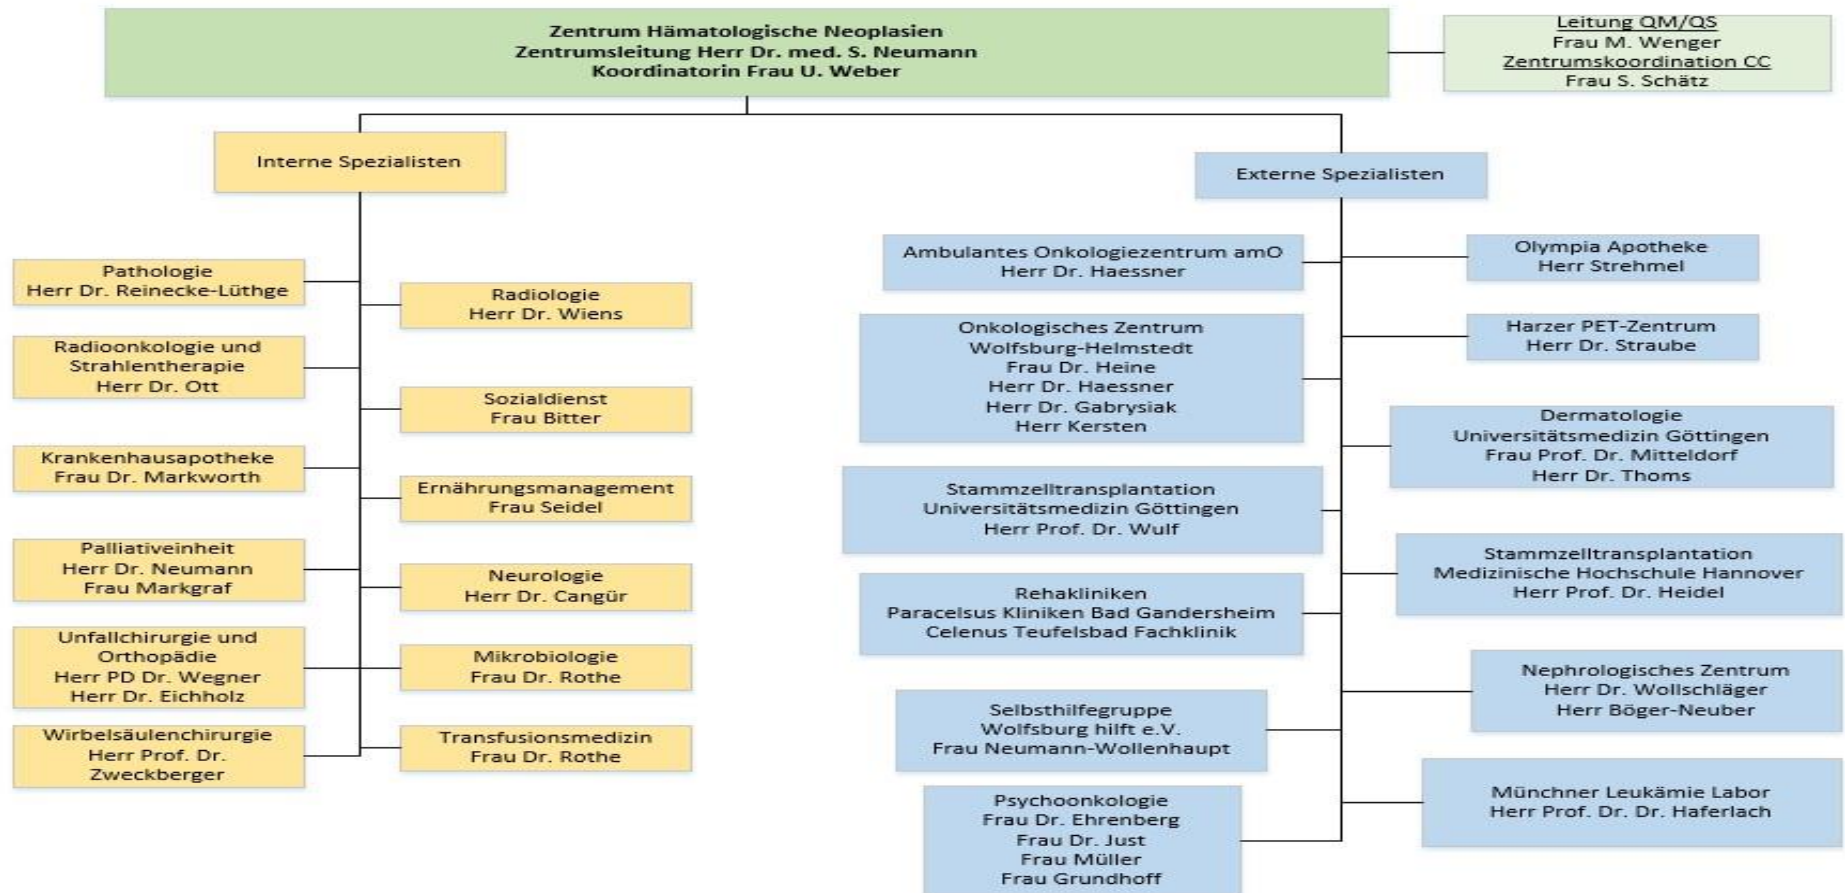 Zentrum Hämatologische Neoplasien
Zentrumsleitung Herr Dr. med. S. Neumann
Koordinatorin Frau U. Weber
Leitung QM/QS
Frau M. Wenger
Zentrumskoordination CC
Frau S. Schätz
Interne Spezialisten
Pathologie
Herr Dr. Reinecke-Lüthge
Radiologie
Herr Dr. Wiens
Radioonkologie und
Strahlentherapie
Herr Dr. Ott
Sozialdienst
Frau Bitter
Krankenhausapotheke
Frau Dr. Markworth
Ernährungsmanagement
Frau Seidel
Palliativeinheit
Herr Dr. Neumann
Frau Markgraf
Neurologie
Herr Dr. Cangür
Unfallchirurgie und
Orthopädie
Herr PD Dr. Wegner
Herr Dr. Eichholz
Mikrobiologie
Frau Dr. Rothe
Wirbelsäulenchirurgie
Herr Prof. Dr.
Zweckberger
Transfusionsmedizin
Frau Dr. Rothe
Externe Spezialisten
Ambulantes Onkologiezentrum amO
Herr Dr. Haessner
Olympia Apotheke
Herr Strehmel
Onkologisches Zentrum
Wolfsburg-Helmstedt
Frau Dr. Heine
Herr Dr. Haessner
Herr Dr. Gabrysiak
Herr Kersten
Harzer PET-Zentrum
Herr Dr. Straube
Dermatologie
Universitätsmedizin Göttingen
Frau Prof. Dr. Mitteldorf
Herr Dr. Thoms
Stammzelltransplantation
Universitätsmedizin Göttingen
Herr Prof. Dr. Wulf
Stammzelltransplantation
Medizinische Hochschule Hannover
Herr Prof. Dr. Heidel
Rehakliniken
Paracelsus Kliniken Bad Gandersheim
Celenus Teufelsbad Fachklinik
Nephrologisches Zentrum
Herr Dr. Wollschläger
Herr Böger-Neuber
Selbsthilfegruppe
Wolfsburg hilft e.V.
Frau Neumann-Wollenhaupt
Münchner Leukämie Labor
Herr Prof. Dr. Dr. Haferlach
Psychoonkologie
Frau Dr. Ehrenberg
Frau Dr. Just
Frau Müller
Frau Grundhoff